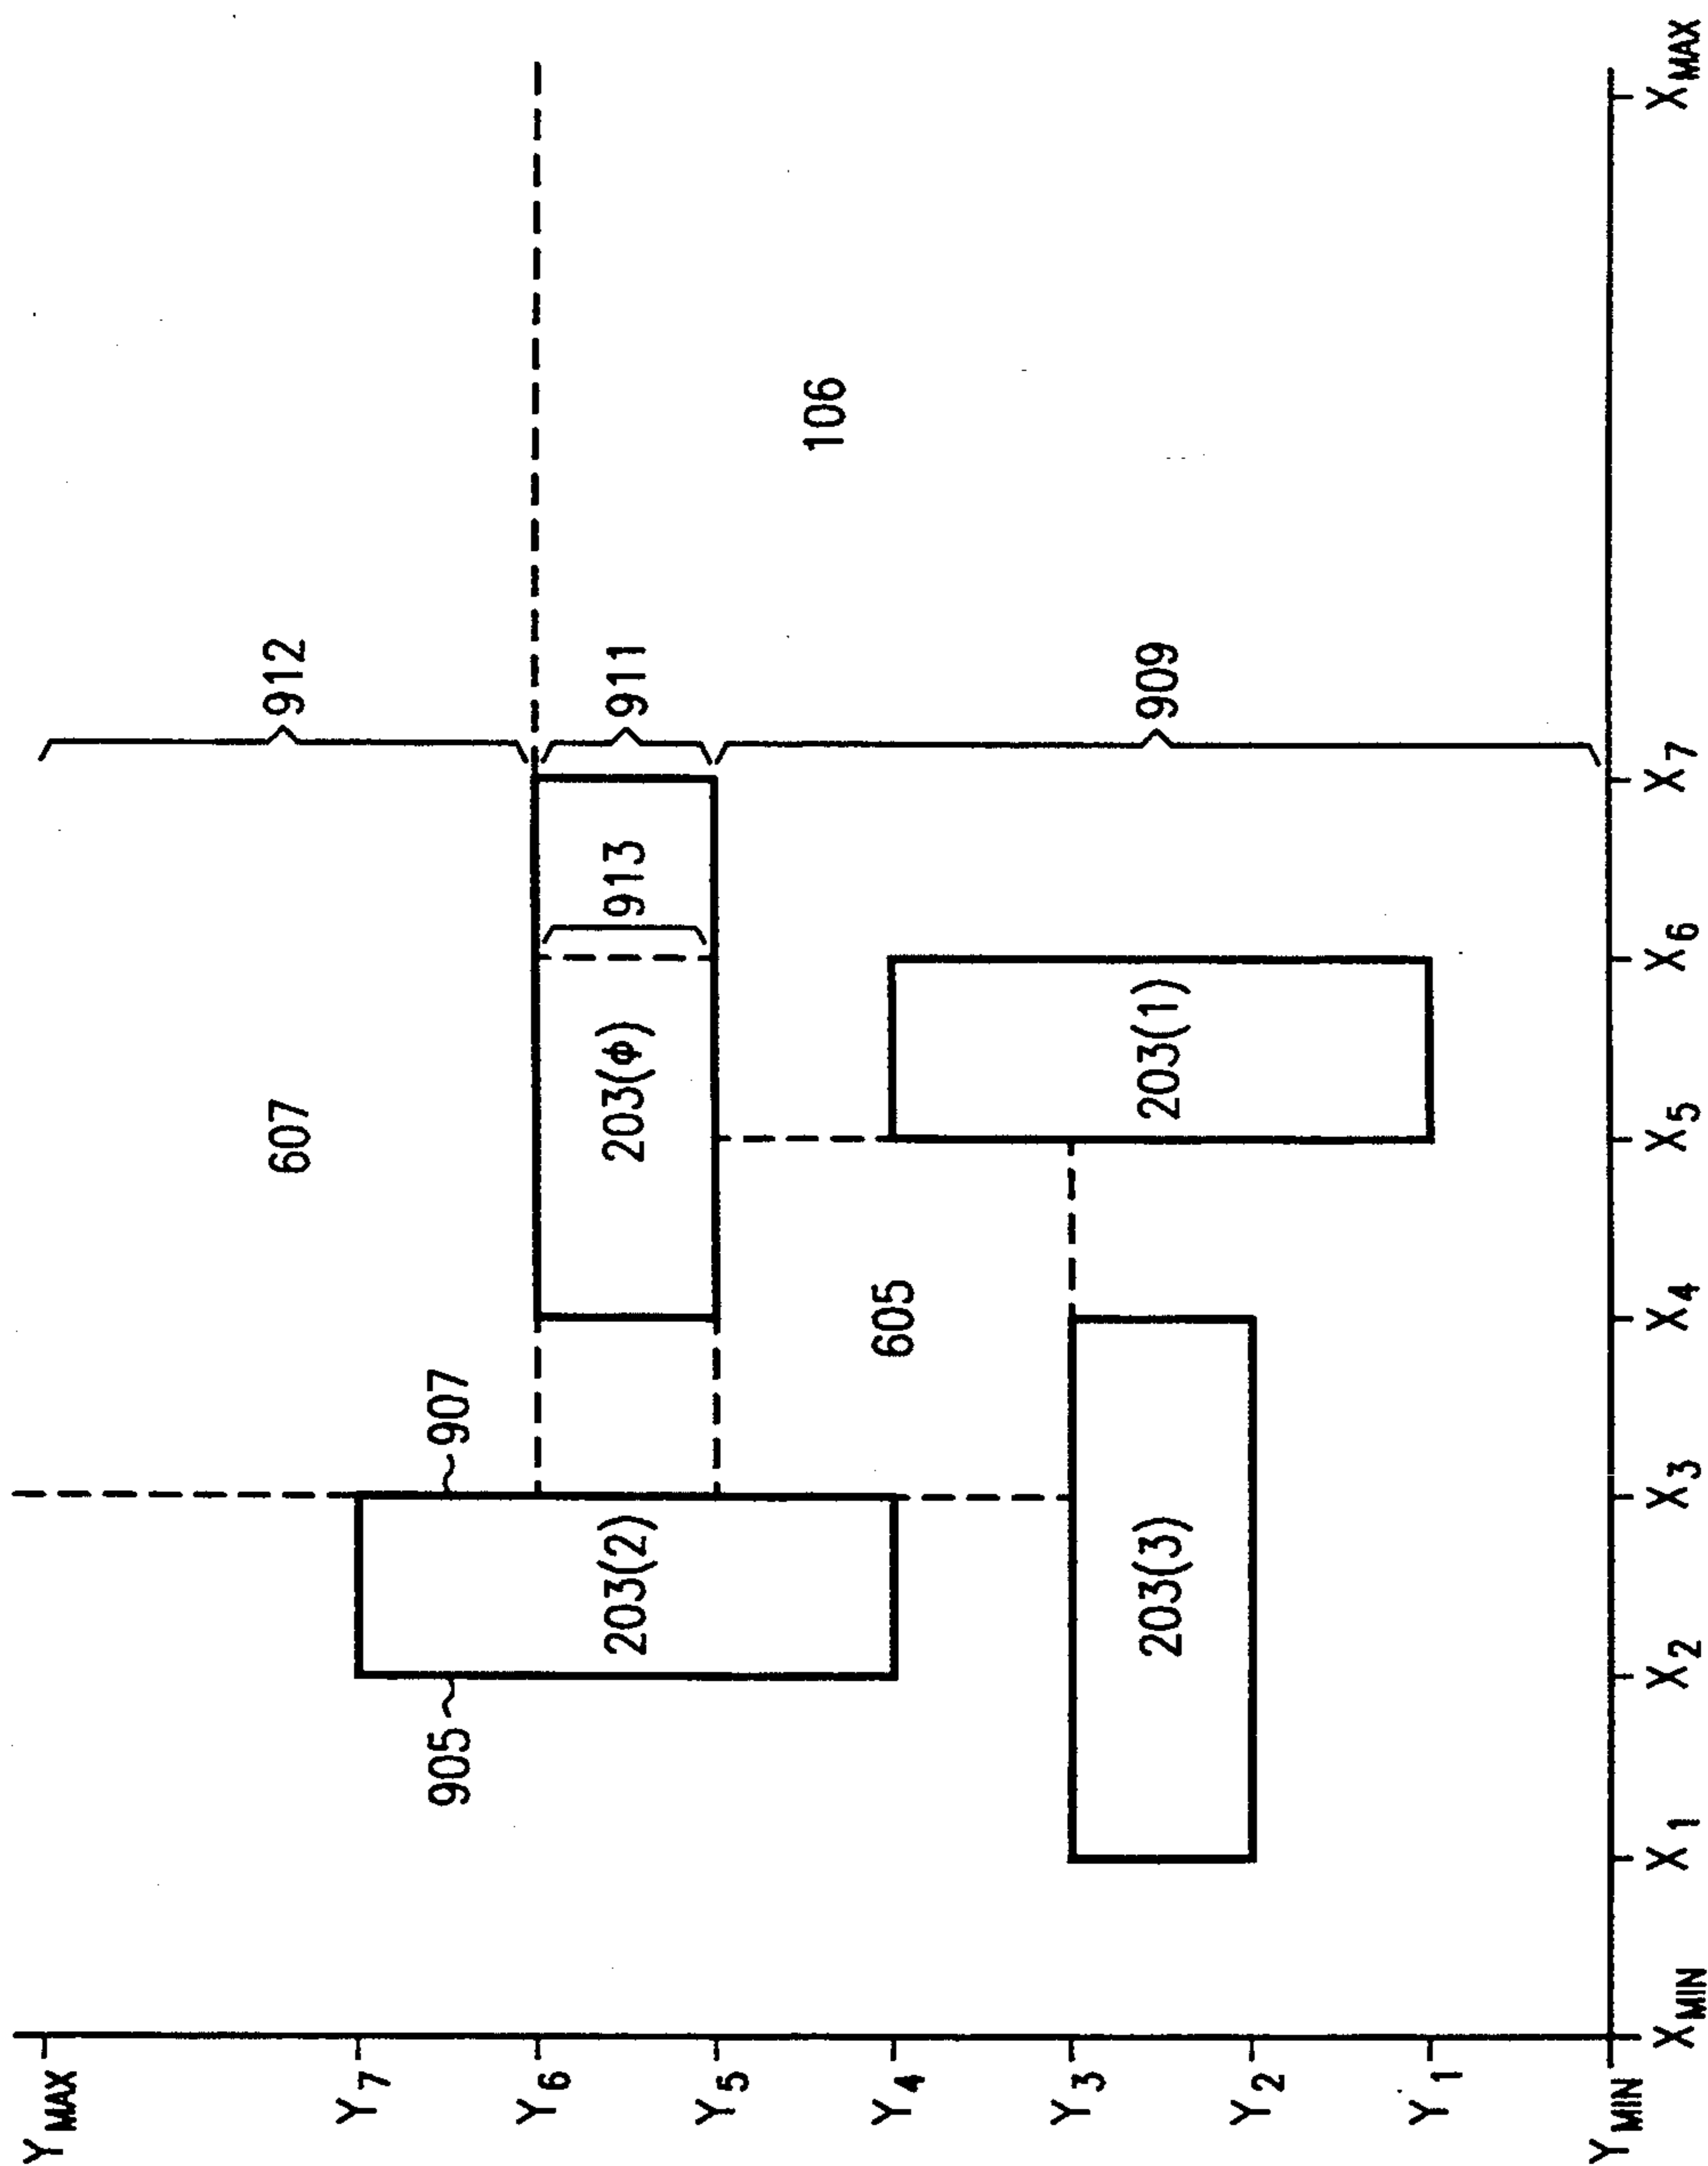 Y MAX
Y 7
Y 6
Y 5
Y 4
Y 3
Y 2
Y 1
Y MIN
X MIN
X 1
X 2
X 3
X 4
X 5
X 6
X 7
X MAX
905
907
607
912
203(2)
203(ϕ)
913
911
605
106
203(3)
203(1)
909